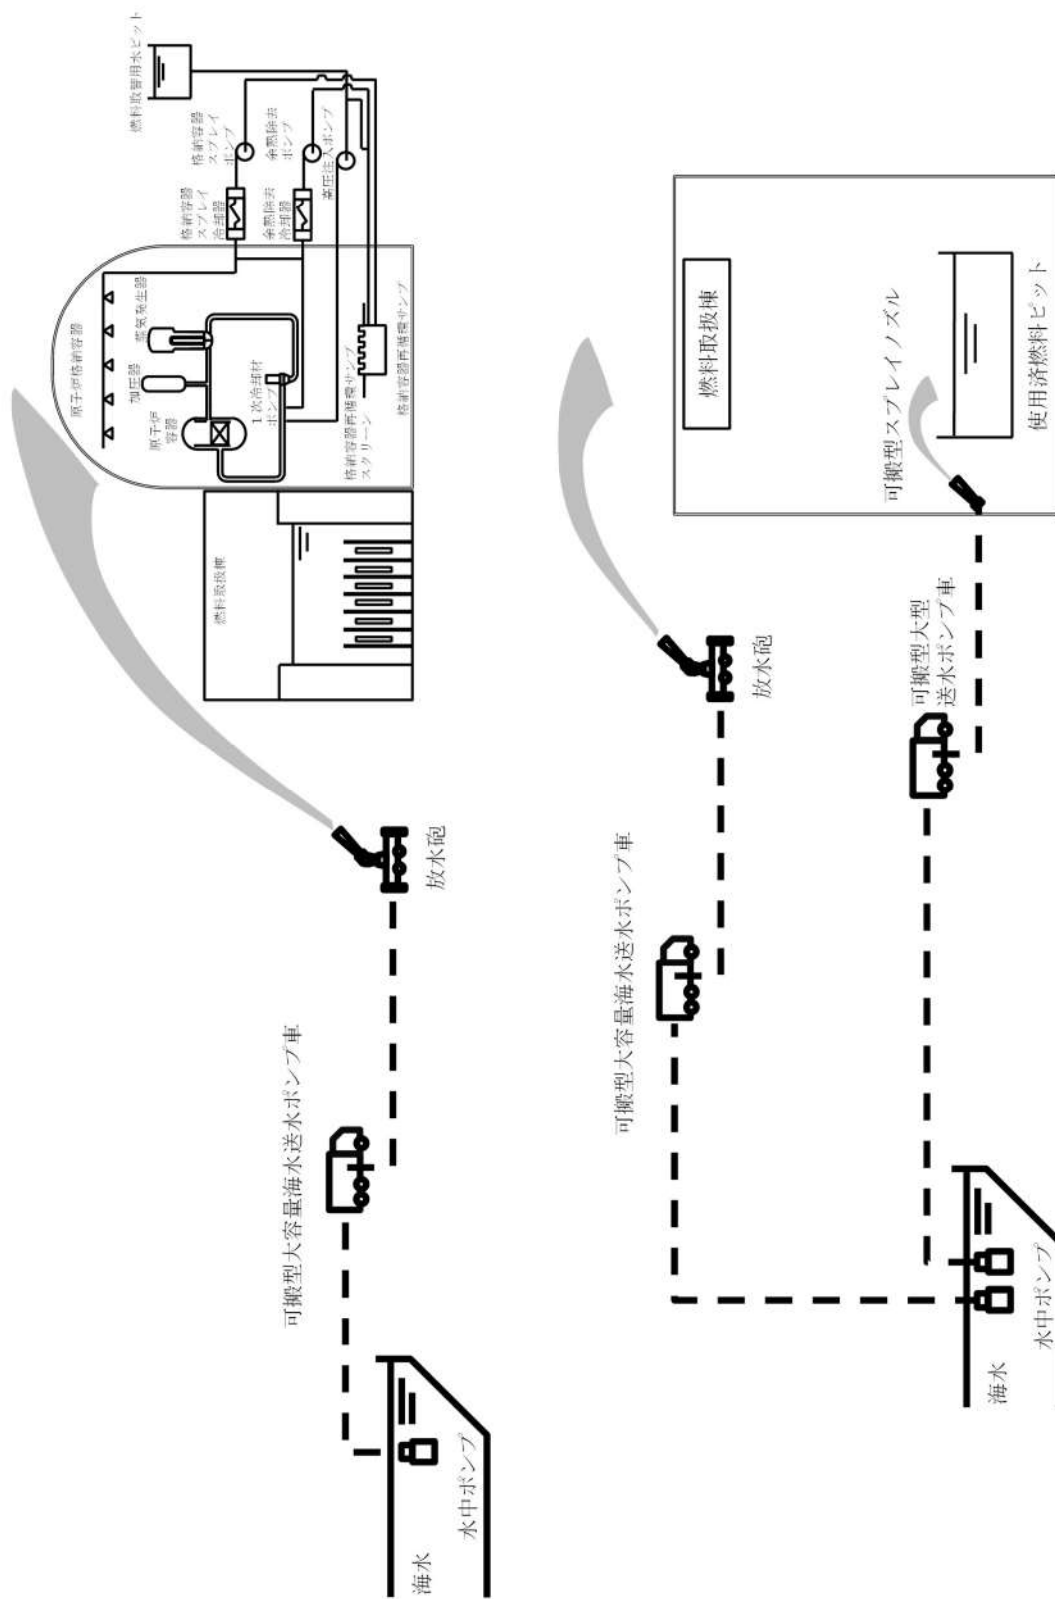 燃料取替用水ピット
格納容器
スプレイ
ポンプ
余熱除去
ポンプ
高圧注入ポンプ
格納容器
スプレイ
冷却器
余熱除去
冷却器
原子炉格納容器
蒸気発生器
加圧器
原子炉
容器
1次冷却材
ポンプ
格納容器再循環サンプ
スクリーン
格納容器再循環サンプ
燃料取扱棟
放水砲
可搬型大容量海水送水ポンプ車
海水
水中ポンプ
燃料取扱棟
可搬型スプレイノズル
使用済燃料ピット
放水砲
可搬型大型
送水ポンプ車
可搬型大容量海水送水ポンプ車
海水
水中ポンプ